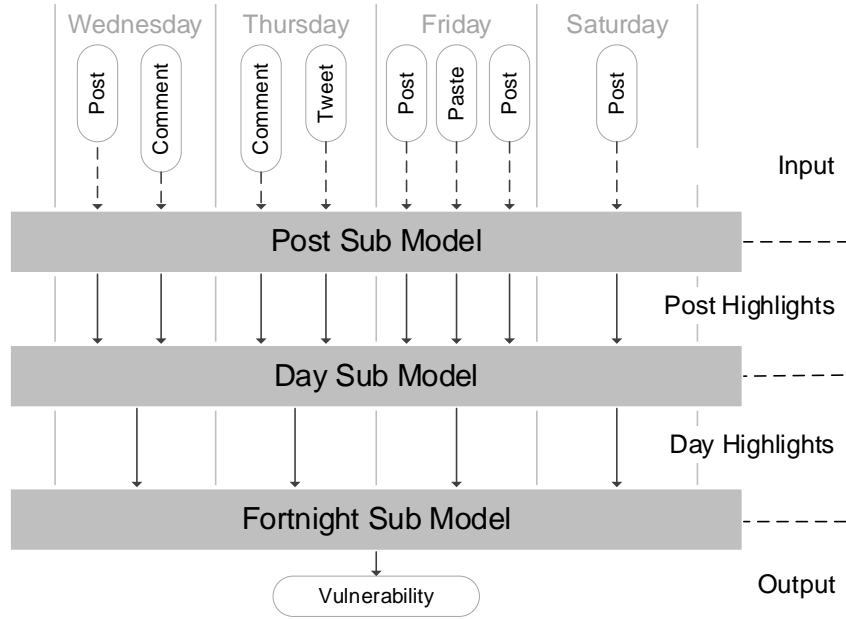 Wednesday Thursday Friday Saturday
Post Comment Comment Tweet Post Paste Post Post
Input
Post Sub Model
Post Highlights
Day Sub Model
Day Highlights
Fortnight Sub Model
Vulnerability
Output